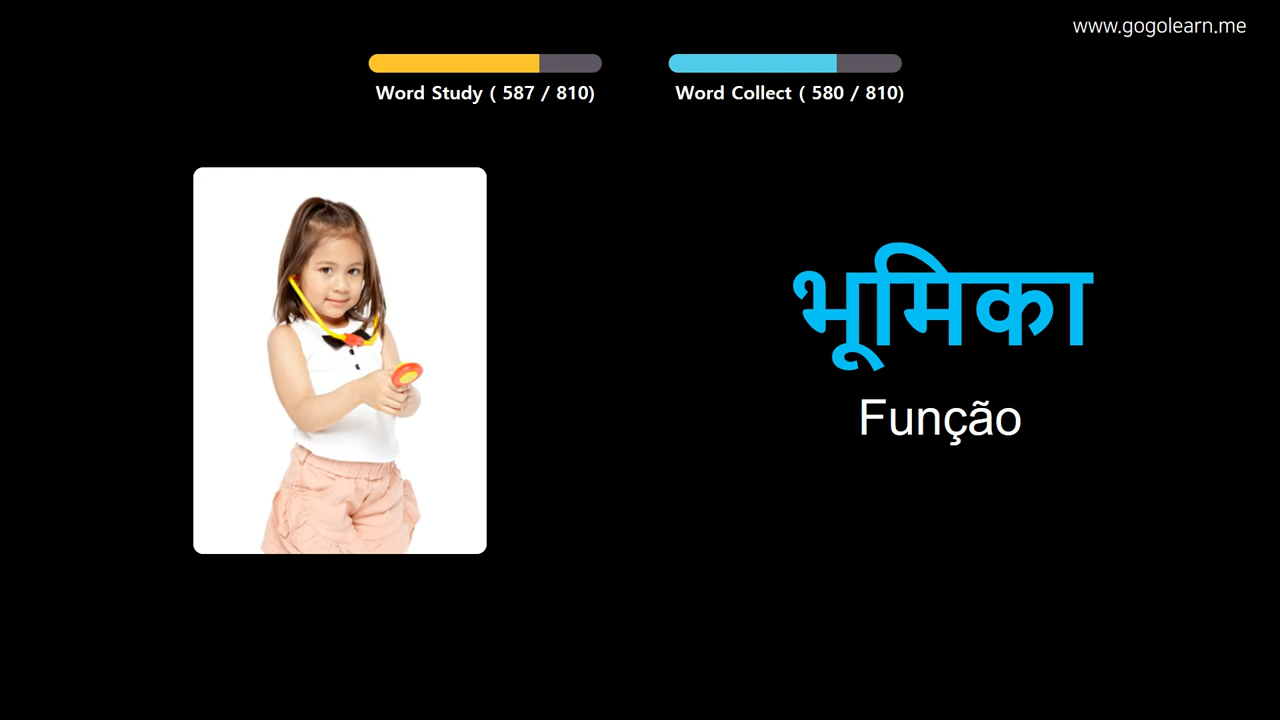 www.gogolearn.me
Word Study ( 587 / 810)
Word Collect ( 580 / 810)
भूमिका
Função